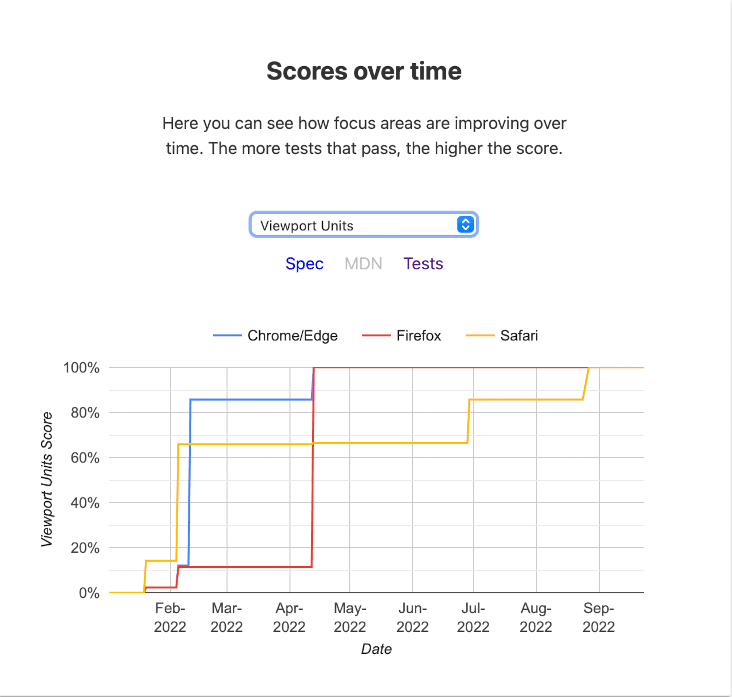 Scores over time
Here you can see how focus areas are improving over
time. The more tests that pass, the higher the score.
Viewport Units
Spec MDN Tests
Chrome/Edge Firefox Safari
100%
80%
60%
40%
20%
0%
Viewport Units Score
Feb- Mar- Apr- May- Jun- Jul- Aug- Sep-
2022 2022 2022 2022 2022 2022 2022 2022
Date